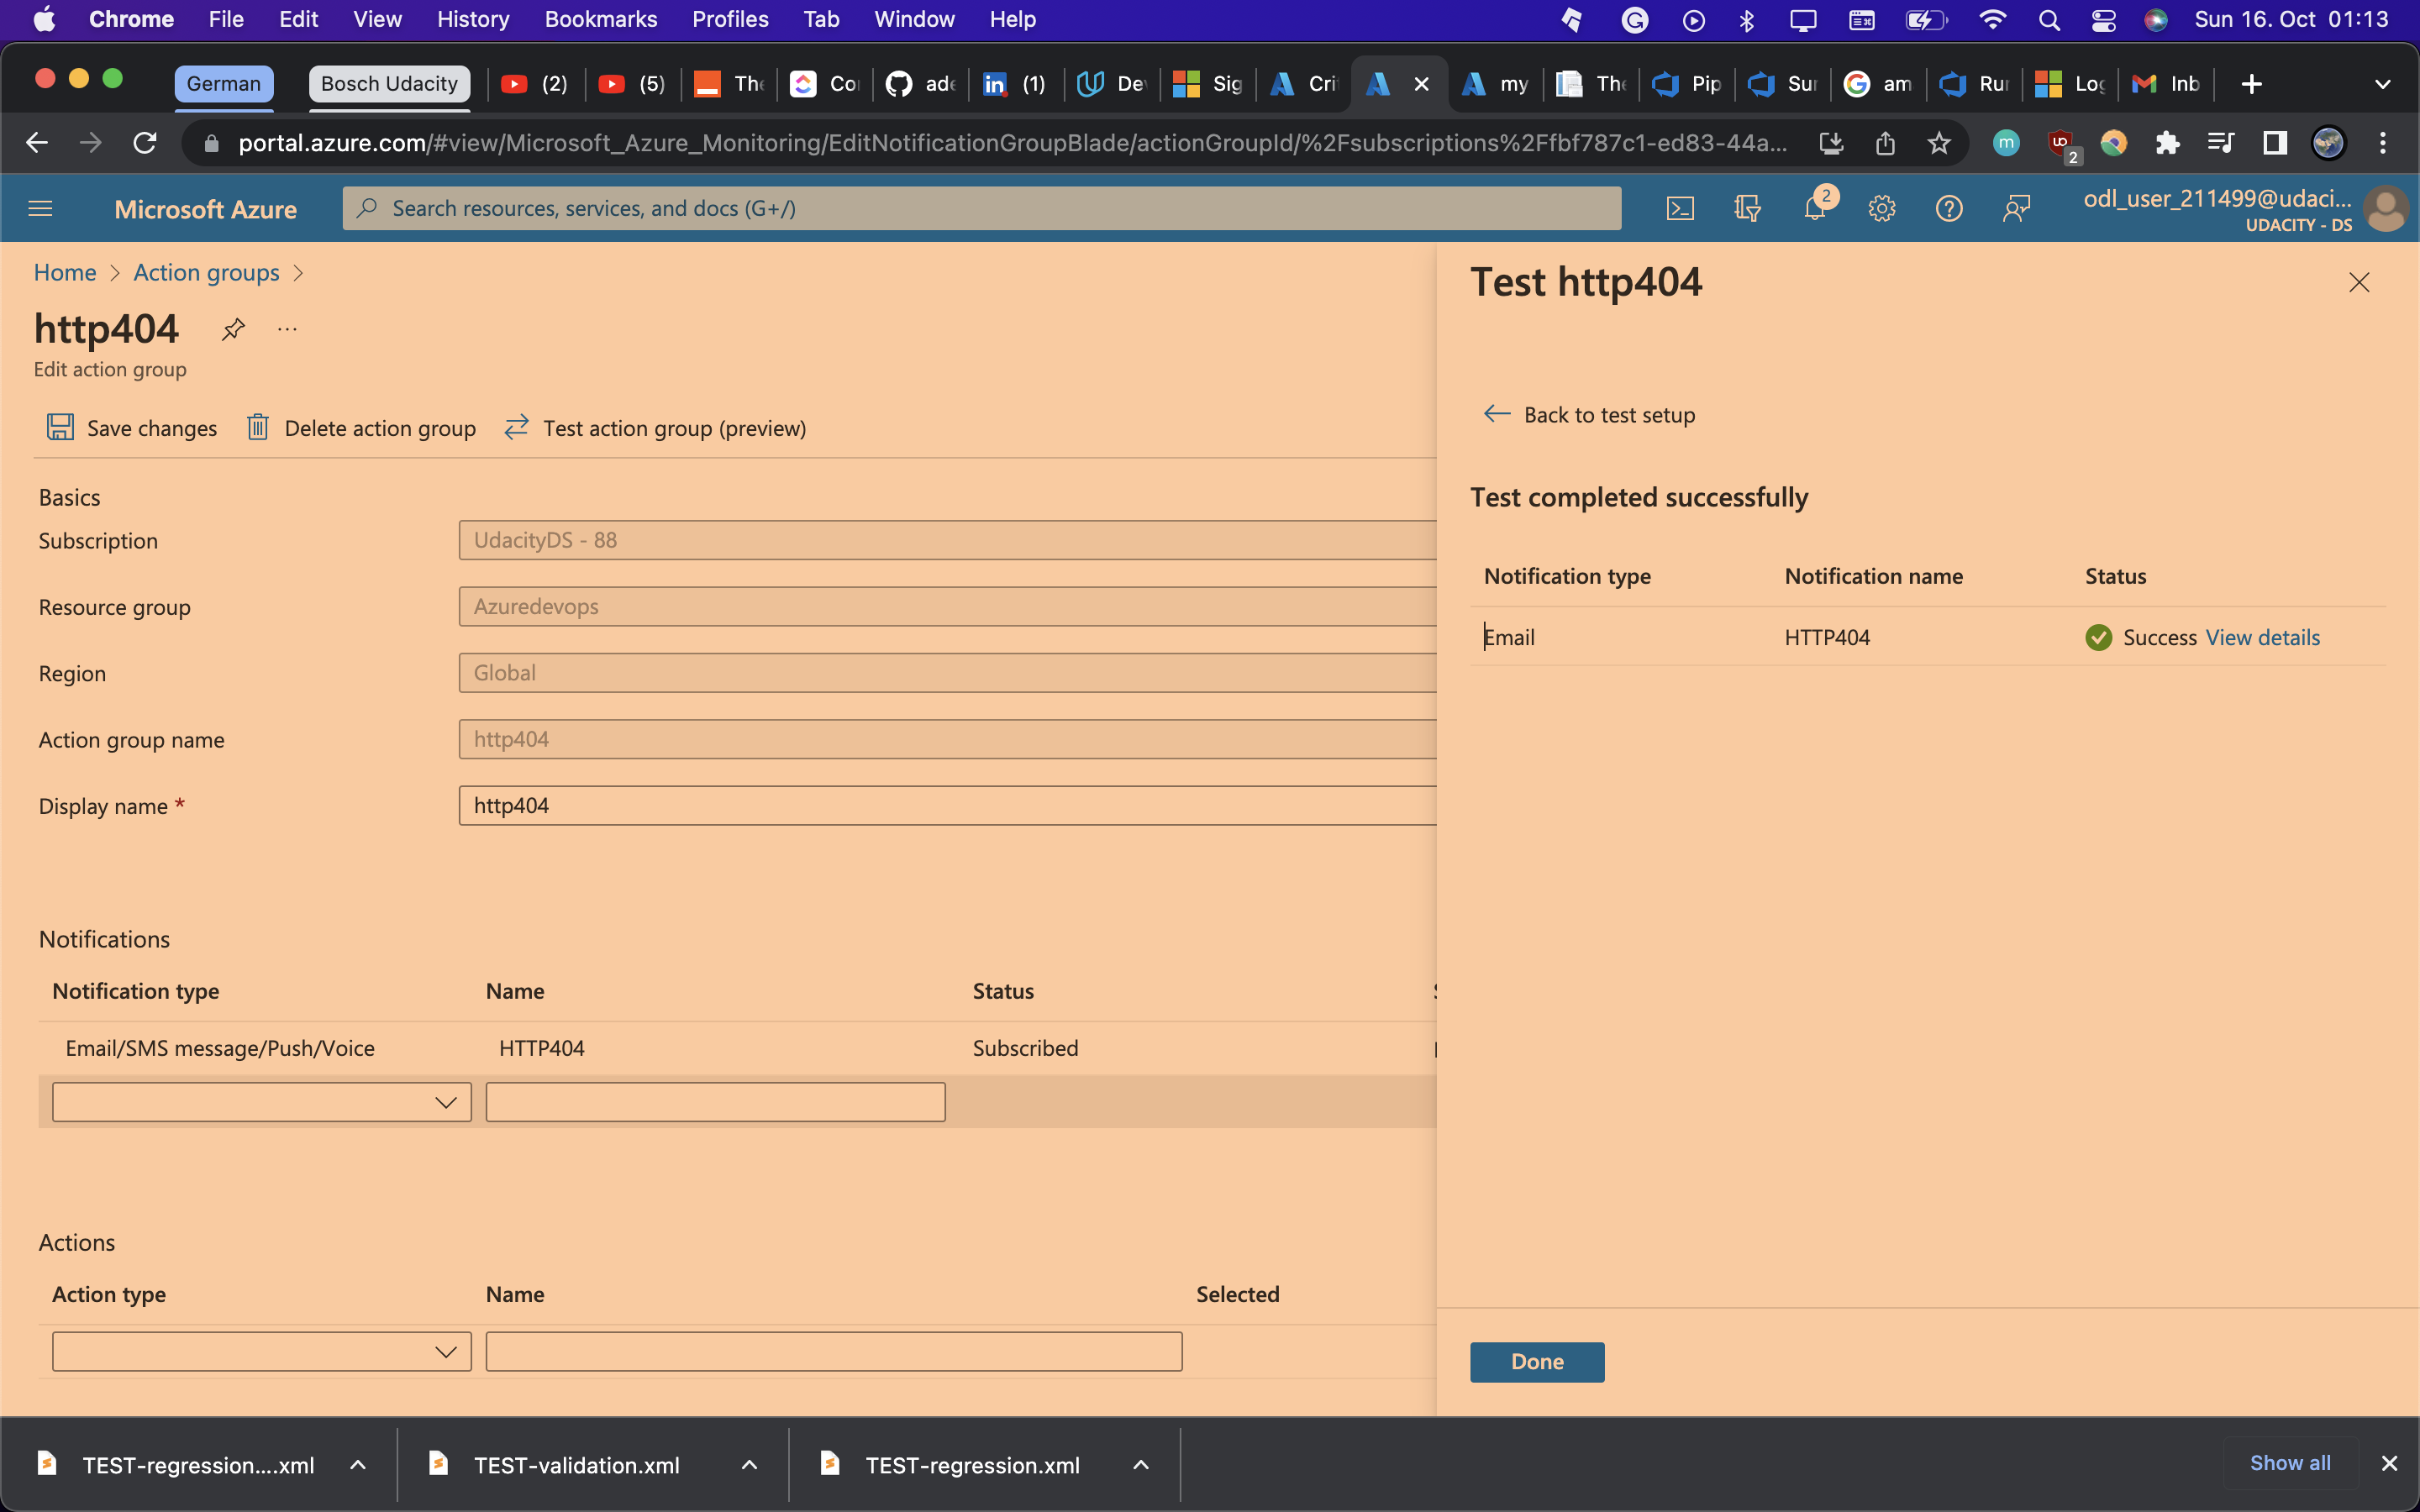 Chrome File Edit View History Bookmarks Profiles Tab Window Help Sun 16. Oct 01:13
German Bosch Udacity (2) (5) The Co ade (1) De Sig Cri my The Pip Sur am Rur Log Inb
portal.azure.com/#view/Microsoft_Azure_Monitoring/EditNotificationGroupBlade/actionGroupId/%2Fsubscriptions%2Ffbf787c1-ed83-44a... m 2
Microsoft Azure Search resources, services, and docs (G+/) 2 odl_user_211499@udaci...
UDACITY - DS
Home > Action groups >
http404 ...
Edit action group
Save changes Delete action group Test action group (preview)
Basics
Subscription UdacityDS - 88
Resource group Azuredevops
Region Global
Action group name http404
Display name * http404
Notifications
Notification type Name Status
Email/SMS message/Push/Voice HTTP404 Subscribed
Actions
Action type Name Selected
Test http404
Back to test setup
Test completed successfully
Notification type Notification name Status
Email HTTP404 Success View details
Done
TEST-regression....xml TEST-validation.xml TEST-regression.xml Show all